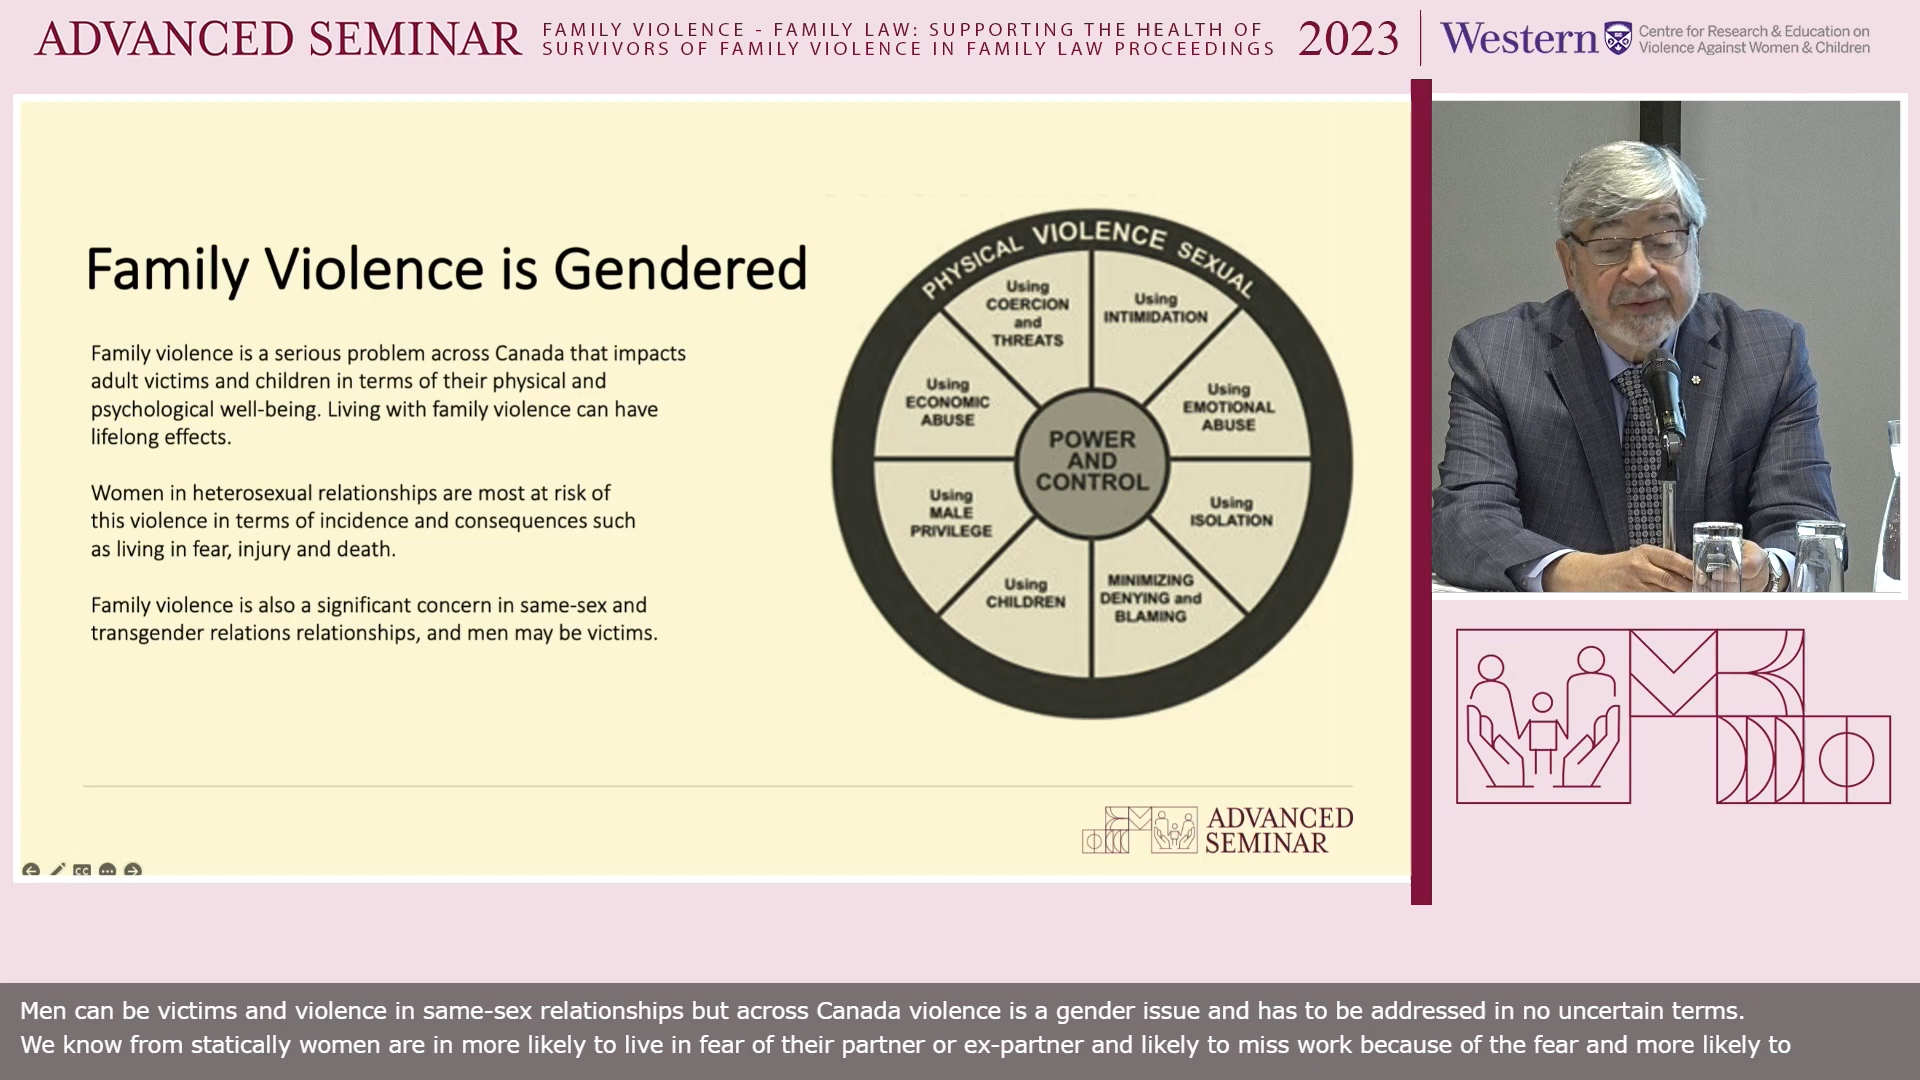 ADVANCED SEMINAR
FAMILY VIOLENCE - FAMILY LAW: SUPPORTING THE HEALTH OF
SURVIVORS OF FAMILY VIOLENCE IN FAMILY LAW PROCEEDINGS
2023
Western
Centre for Research & Education on
Violence Against Women & Children
Family Violence is Gendered
Family violence is a serious problem across Canada that impacts
adult victims and children in terms of their physical and
psychological well-being. Living with family violence can have
lifelong effects.
Women in heterosexual relationships are most at risk of
this violence in terms of incidence and consequences such
as living in fear, injury and death.
Family violence is also a significant concern in same-sex and
transgender relations relationships, and men may be victims.
PHYSICAL VIOLENCE SEXUAL
Using
COERCION
and
THREATS
Using
INTIMIDATION
Using
EMOTIONAL
ABUSE
Using
ISOLATION
MINIMIZING
DENYING and
BLAMING
Using
CHILDREN
Using
MALE
PRIVILEGE
Using
ECONOMIC
ABUSE
POWER
AND
CONTROL
ADVANCED
SEMINAR
CC
Men can be victims and violence in same-sex relationships but across Canada violence is a gender issue and has to be addressed in no uncertain terms.
We know from statically women are in more likely to live in fear of their partner or ex-partner and likely to miss work because of the fear and more likely to